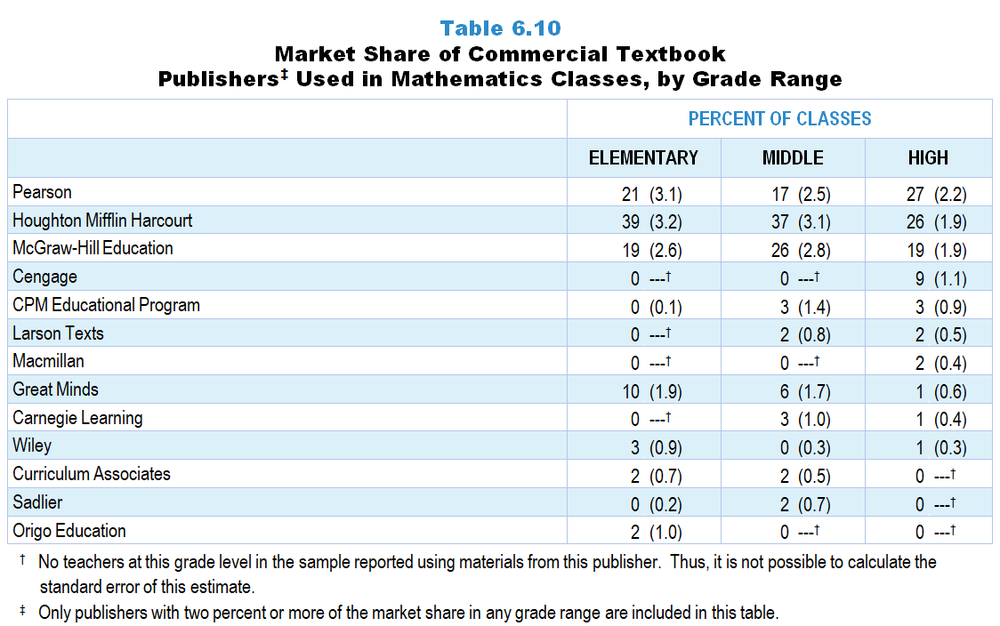 Table 6.10
Market Share of Commercial Textbook
Publishers‡ Used in Mathematics Classes, by Grade Range
PERCENT OF CLASSES
ELEMENTARY MIDDLE HIGH
Pearson 21 (3.1) 17 (2.5) 27 (2.2)
Houghton Mifflin Harcourt 39 (3.2) 37 (3.1) 26 (1.9)
McGraw-Hill Education 19 (2.6) 26 (2.8) 19 (1.9)
Cengage 0 ---† 0 ---† 9 (1.1)
CPM Educational Program 0 (0.1) 3 (1.4) 3 (0.9)
Larson Texts 0 ---† 2 (0.8) 2 (0.5)
Macmillan 0 ---† 0 ---† 2 (0.4)
Great Minds 10 (1.9) 6 (1.7) 1 (0.6)
Carnegie Learning 0 ---† 3 (1.0) 1 (0.4)
Wiley 3 (0.9) 0 (0.3) 1 (0.3)
Curriculum Associates 2 (0.7) 2 (0.5) 0 ---†
Sadlier 0 (0.2) 2 (0.7) 0 ---†
Origo Education 2 (1.0) 0 ---† 0 ---†
† No teachers at this grade level in the sample reported using materials from this publisher. Thus, it is not possible to calculate the
standard error of this estimate.
‡ Only publishers with two percent or more of the market share in any grade range are included in this table.